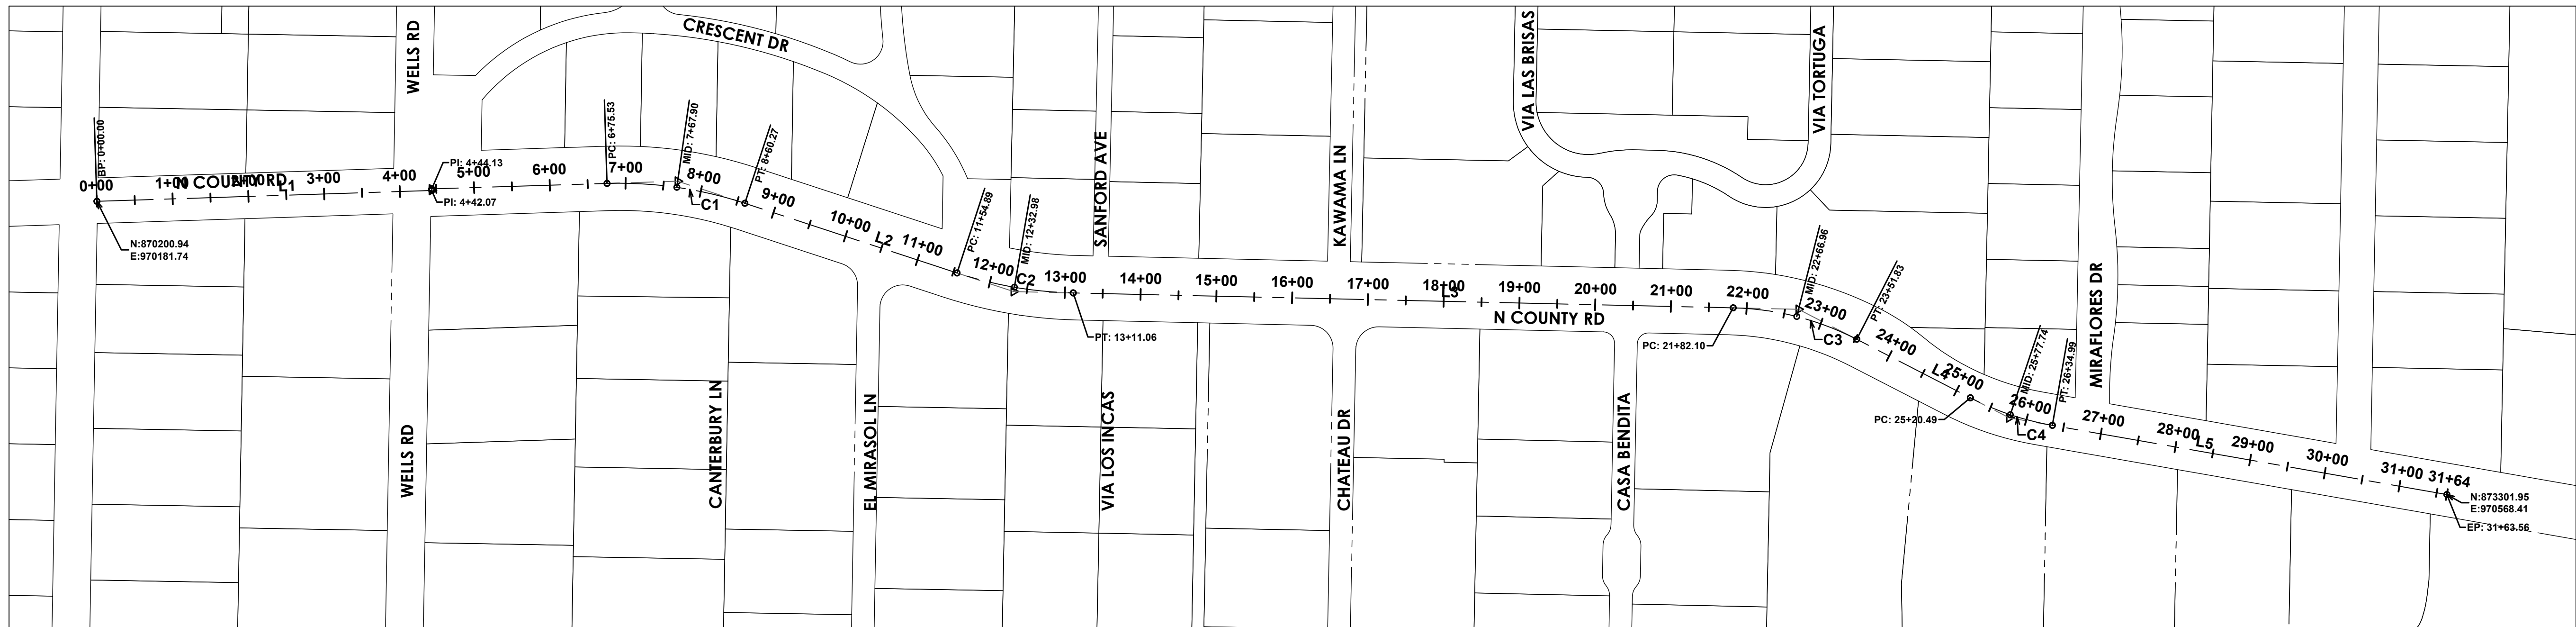 WELLS RD
CRESCENT DR
VIA LAS BRISAS
VIA TORTUGA
SANFORD AVE
KAWAMA LN
MIRAFLORES DR
BP: 0+00.00
PI: 4+44.13
PI: 4+42.07
PC: 6+75.53
MID: 7+67.90
PT: 8+60.27
PC: 11+54.89
MID: 12+32.98
PT: 13+11.06
PC: 21+82.10
MID: 22+66.96
PT: 23+51.83
PC: 25+20.49
MID: 25+77.74
PT: 26+34.99
0+00
1+00
N COUNTY RD
2+00
L1
3+00
4+00
5+00
6+00
7+00
8+00
C1
9+00
10+00
L2
11+00
12+00
C2
13+00
14+00
15+00
16+00
17+00
18+00
L3
19+00
20+00
21+00
22+00
23+00
C3
24+00
L4
25+00
26+00
C4
27+00
28+00
L5
29+00
30+00
31+00
31+64
N:870200.94
E:970181.74
N COUNTY RD
N:873301.95
E:970568.41
EP: 31+63.56
WELLS RD
CANTERBURY LN
EL MIRASOL LN
VIA LOS INCAS
CHATEAU DR
CASA BENDITA